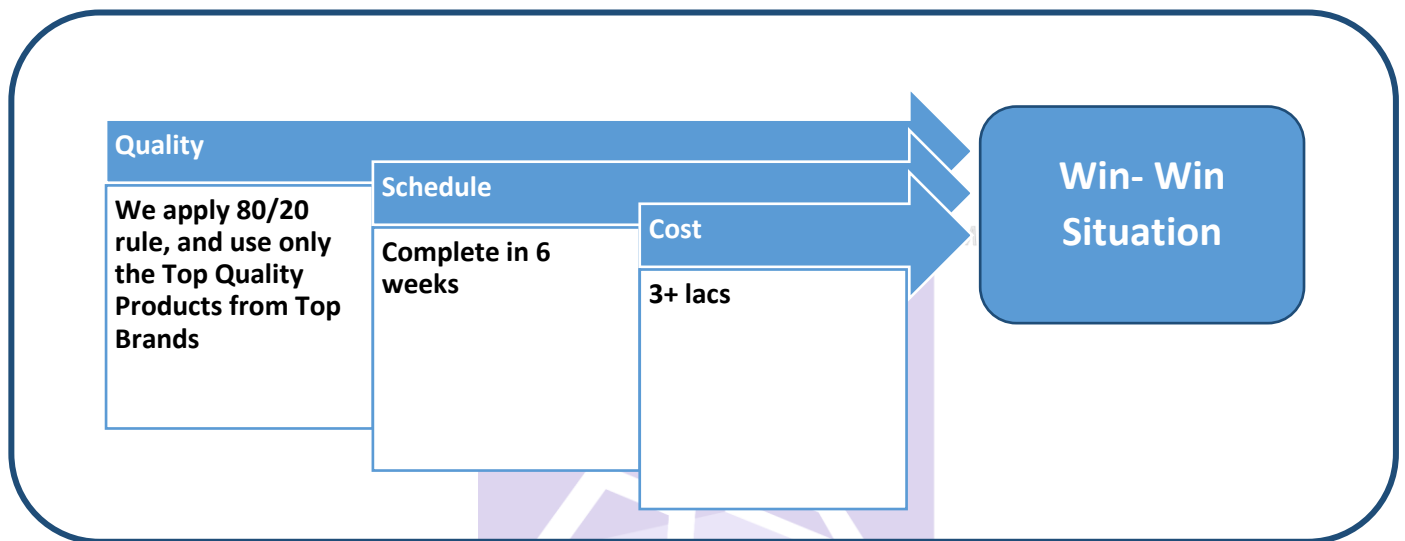 Quality
We apply 80/20
rule, and use only
the Top Quality
Products from Top
Brands
Schedule
Complete in 6
weeks
Cost
3+ lacs
Win- Win
Situation